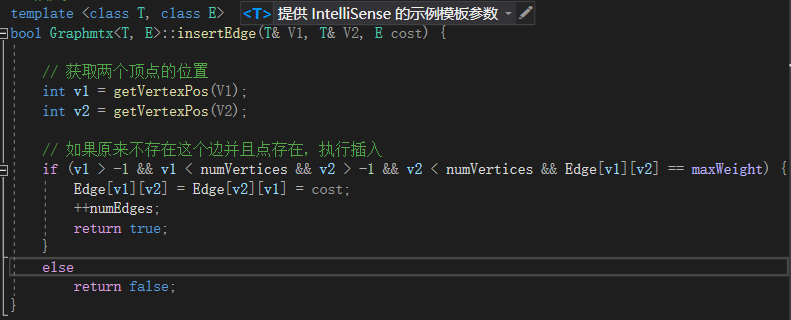 template <class T, class E> <T> 提供 IntelliSense 的示例模板参数
bool Graphmtx<T, E>::insertEdge(T& V1, T& V2, E cost) {
// 获取两个顶点的位置
int v1 = getVertexPos(V1);
int v2 = getVertexPos(V2);
// 如果原来不存在这个边并且点存在，执行插入
if (v1 > -1 && v1 < numVertices && v2 > -1 && v2 < numVertices && Edge[v1][v2] == maxWeight) {
Edge[v1][v2] = Edge[v2][v1] = cost;
++numEdges;
return true;
}
else
return false;
}